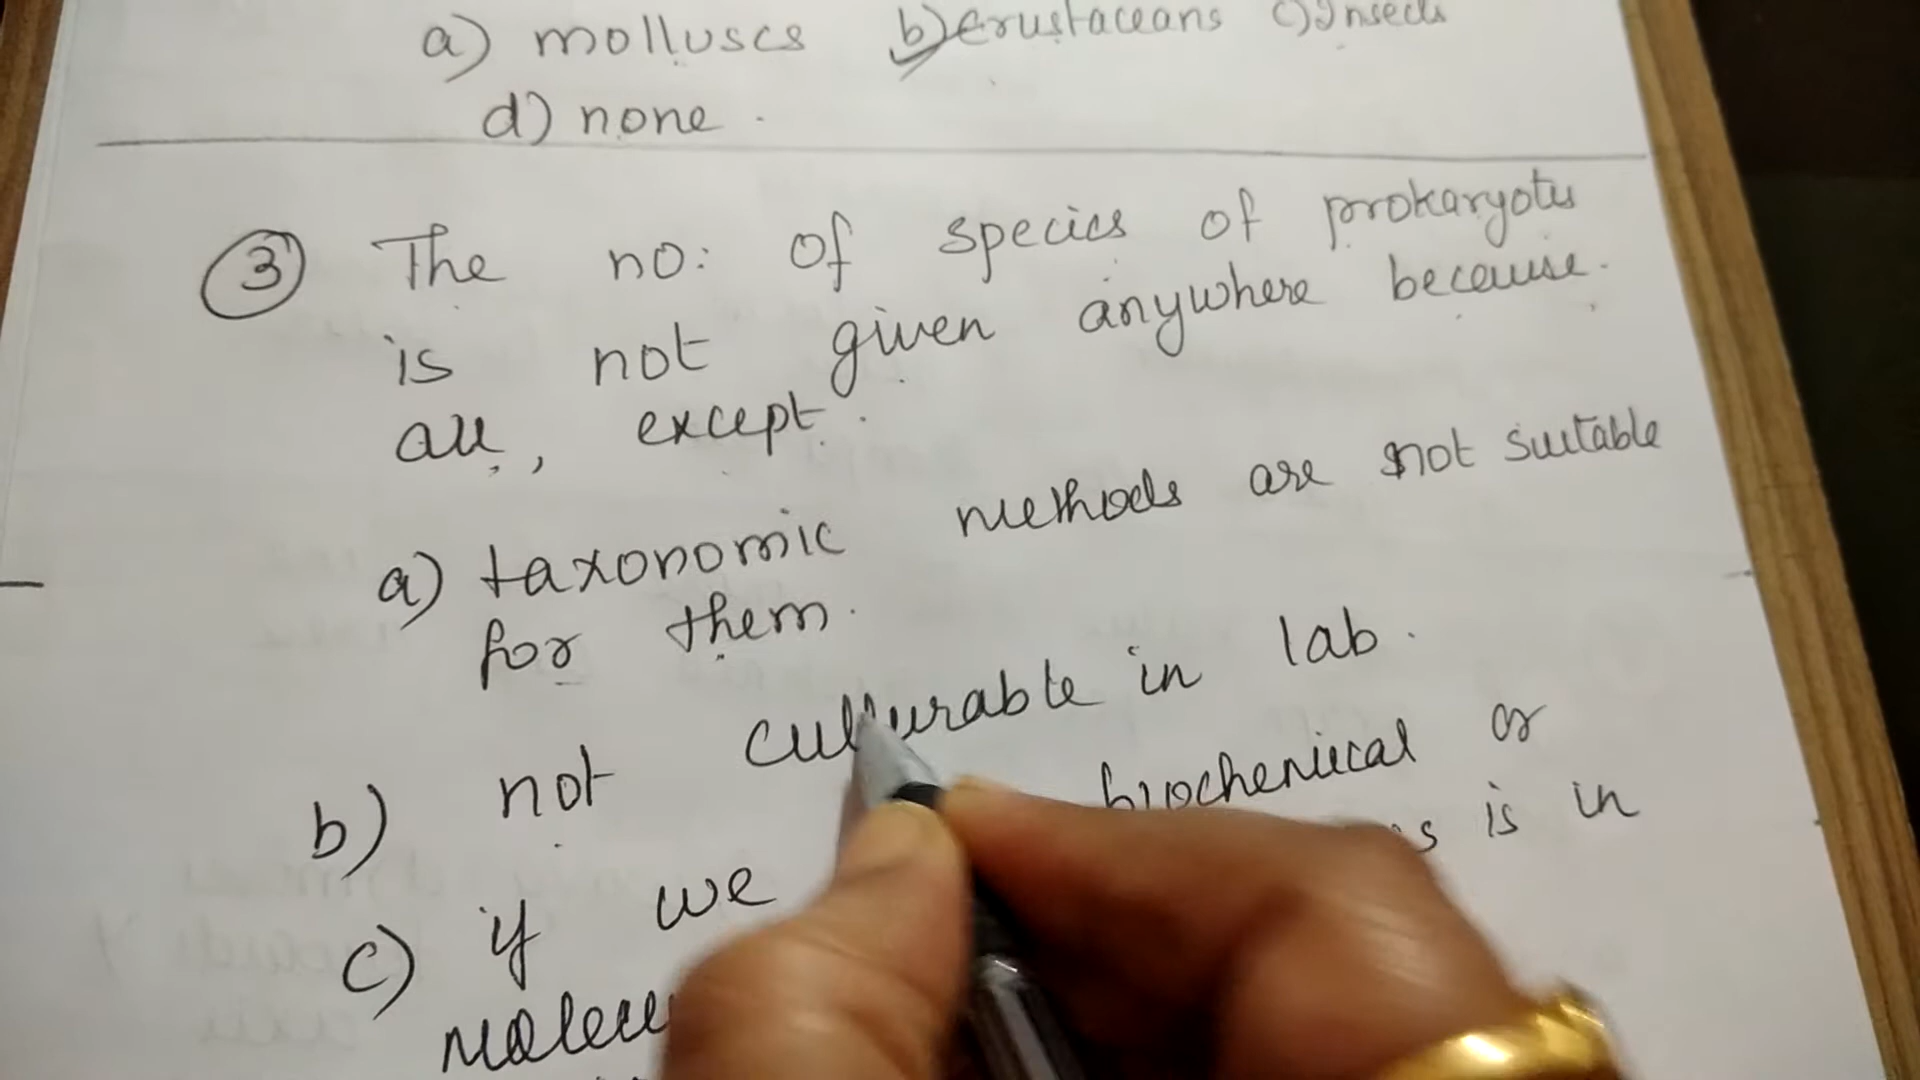 a) molluscs b) crustaceans c) Insects
d) none.
③ The no: of species of prokaryotes
is not given anywhere because.
all, except.
a) taxonomic methods are not suitable
for them.
b) not culturable in lab.
c) if we biochemical or
is in